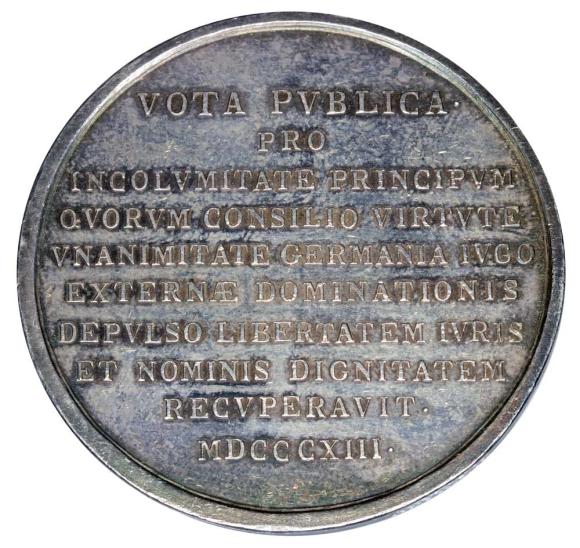 VOTA PVBLICA·
PRO
INCOLVMITATE PRINCIPVM
QVORVM CONSILIO VIRTVTE
VNANIMITATE GERMANIA IVGO
EXTERNÆ DOMINATIONIS
DEPVLSO LIBERTATEM IVRIS
ET NOMINIS DIGNITATEM
RECVPERAVIT·
MDCCCXIII·